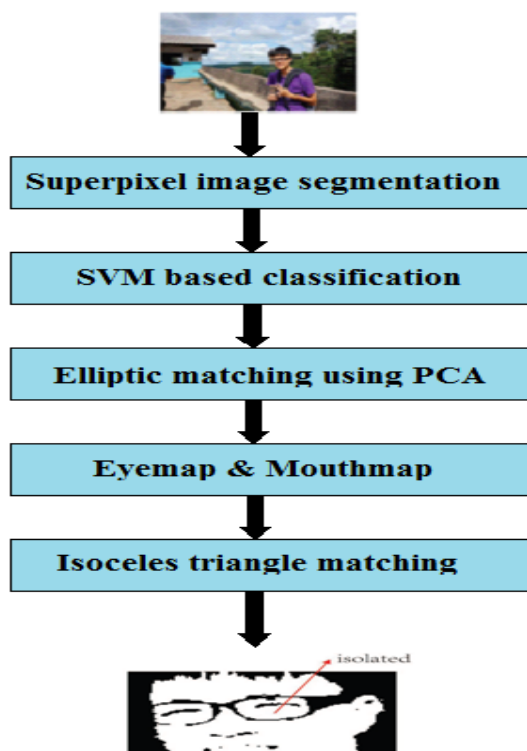 Superpixel image segmentation
SVM based classification
Elliptic matching using PCA
Eyemap & Mouthmap
Isoceles triangle matching
isolated